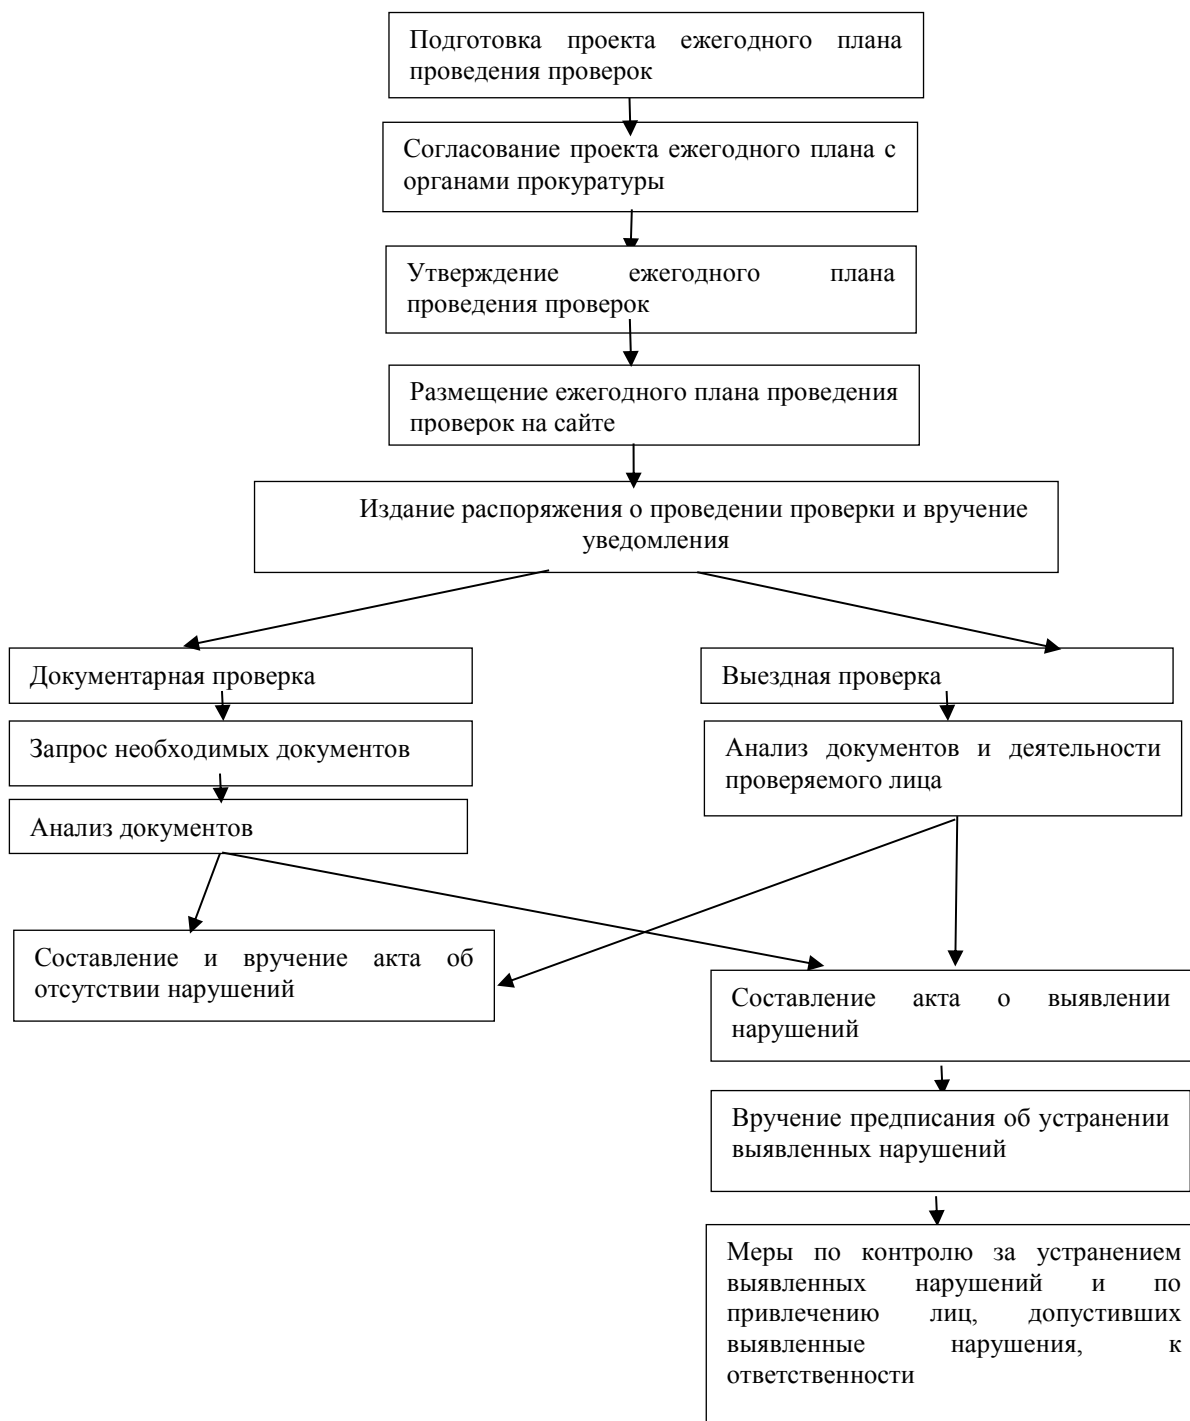 Подготовка проекта ежегодного плана
проведения проверок
Согласование проекта ежегодного плана с
органами прокуратуры
Утверждение ежегодного плана
проведения проверок
Размещение ежегодного плана проведения
проверок на сайте
Издание распоряжения о проведении проверки и вручение
уведомления
Документарная проверка
Выездная проверка
Запрос необходимых документов
Анализ документов и деятельности
проверяемого лица
Анализ документов
Составление и вручение акта об
отсутствии нарушений
Составление акта о выявлении
нарушений
Вручение предписания об устранении
выявленных нарушений
Меры по контролю за устранением
выявленных нарушений и по
привлечению лиц, допустивших
выявленные нарушения, к
ответственности